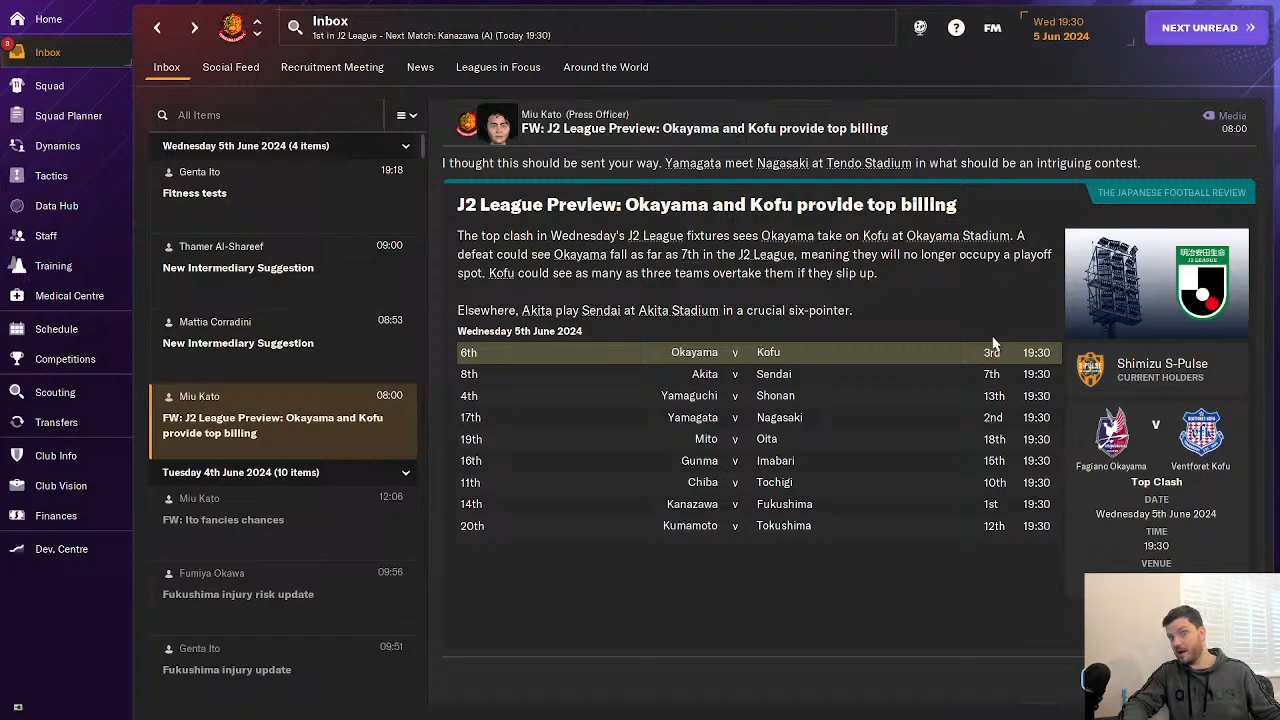 Home
3
Inbox
Squad
Squad Planner
Dynamics
Tactics
Data Hub
Staff
Training
Medical Centre
Schedule
Competitions
Scouting
Transfers
Club Info
Club Vision
Finances
Dev. Centre
Inbox
1st in J2 League - Next Match: Kanazawa (A) (Today 19:30)
?
FM
Wed 19:30
5 Jun 2024
NEXT UNREAD
Inbox Social Feed Recruitment Meeting News Leagues in Focus Around the World
All Items
Wednesday 5th June 2024 (4 items)
Genta Ito 19:18
Fitness tests
Thamer Al-Shareef 09:00
New Intermediary Suggestion
Mattia Corradini 08:53
New Intermediary Suggestion
Miu Kato 08:00
FW: J2 League Preview: Okayama and Kofu
provide top billing
Tuesday 4th June 2024 (10 items)
Miu Kato 12:06
FW: Ito fancies chances
Fumiya Okawa 09:56
Fukushima injury risk update
Genta Ito 09:51
Fukushima injury update
Miu Kato (Press Officer)
FW: J2 League Preview: Okayama and Kofu provide top billing
Media
08:00
I thought this should be sent your way. Yamagata meet Nagasaki at Tendo Stadium in what should be an intriguing contest.
THE JAPANESE FOOTBALL REVIEW
J2 League Preview: Okayama and Kofu provide top billing
The top clash in Wednesday's J2 League fixtures sees Okayama take on Kofu at Okayama Stadium. A
defeat could see Okayama fall as far as 7th in the J2 League, meaning they will no longer occupy a playoff
spot. Kofu could see as many as three teams overtake them if they slip up.
Elsewhere Akita play Sendai at Akita Stadium in a crucial six-pointer.
Wednesday 5th June 2024
6th Okayama v Kofu 3rd 19:30
8th Akita v Sendai 7th 19:30
4th Yamaguchi v Shonan 13th 19:30
17th Yamagata v Nagasaki 2nd 19:30
19th Mito v Oita 18th 19:30
16th Gunma v Imabari 15th 19:30
11th Chiba v Tochigi 10th 19:30
14th Kanazawa v Fukushima 1st 19:30
20th Kumamoto v Tokushima 12th 19:30
明治安田生命
J2 LEAGUE
Shimizu S-Pulse
CURRENT HOLDERS
v
Fagiano Okayama Ventforet Kofu
Top Clash
DATE
Wednesday 5th June 2024
TIME
19:30
VENUE